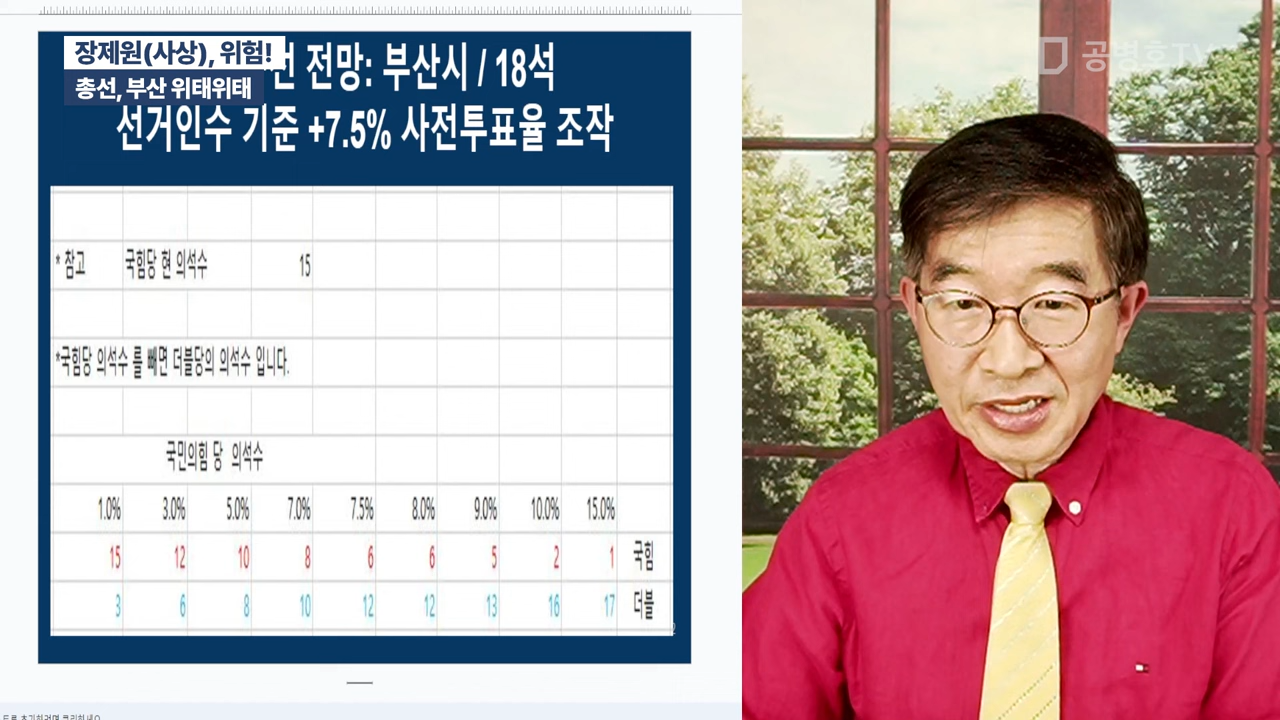 장제원(사상), 위험!
총선, 부산 위태위태
전망: 부산시 / 18석
선거인수 기준 +7.5% 사전투표율 조작
* 참고 국힘당 현 의석수 15
*국힘당 의석수 를 빼면 더블당의 의석수 입니다.
국민의힘 당 의석수
1.0% 3.0% 5.0% 7.0% 7.5% 8.0% 9.0% 10.0% 15.0%
15 12 10 8 6 6 5 2 1 국힘
3 6 8 10 12 12 13 16 17 더블
공병호TV